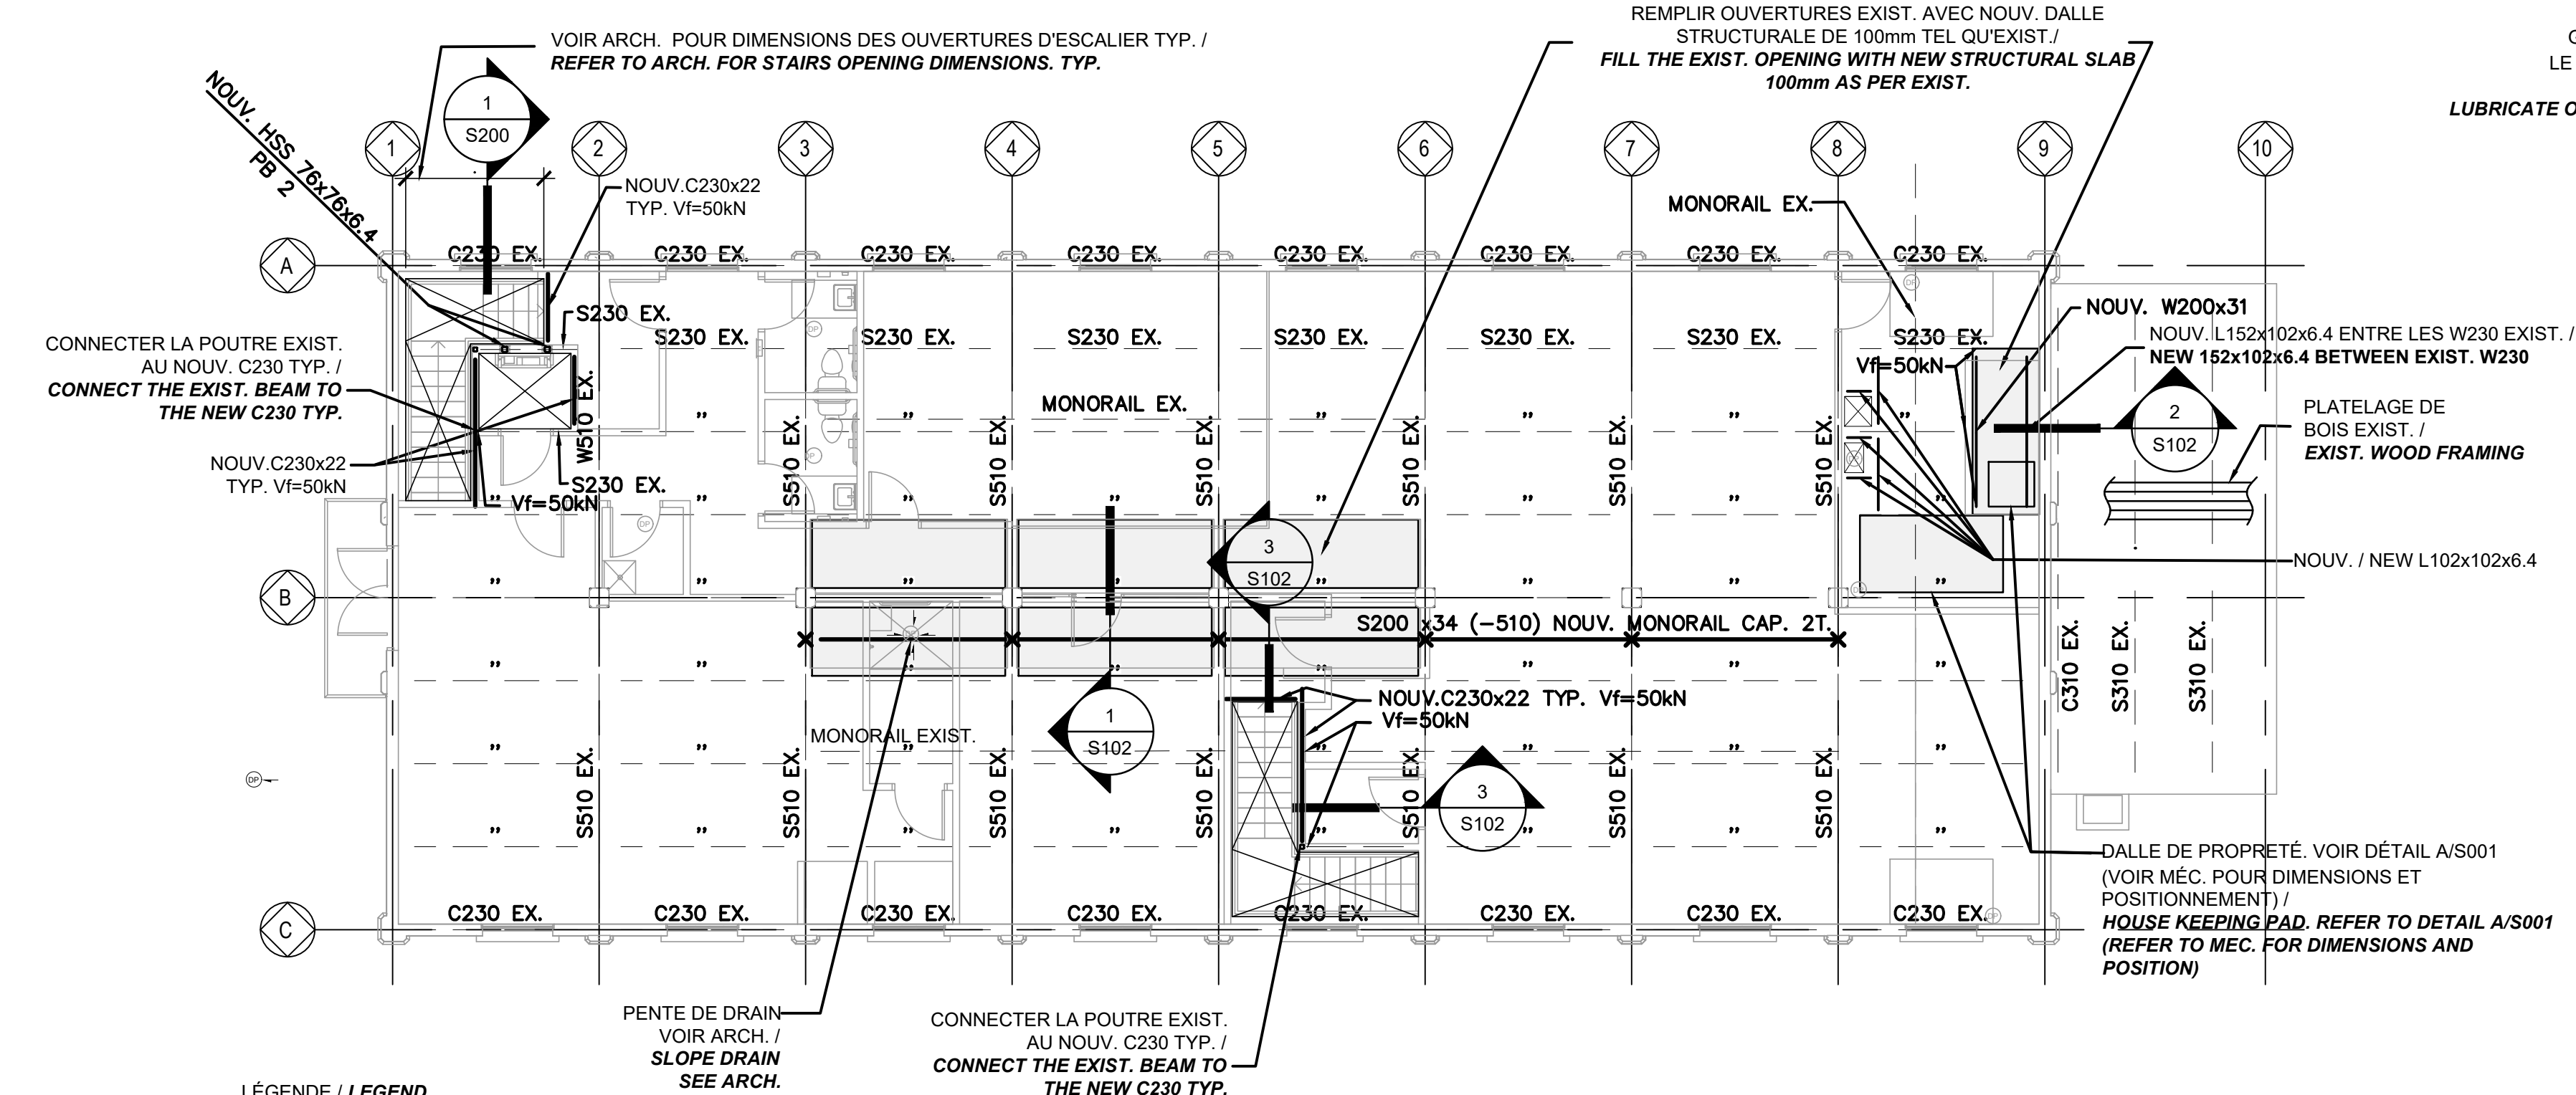 VOIR ARCH. POUR DIMENSIONS DES OUVERTURES D'ESCALIER TYP. /
REFER TO ARCH. FOR STAIRS OPENING DIMENSIONS. TYP.
REMPLIR OUVERTURES EXIST. AVEC NOUV. DALLE
STRUCTURALE DE 100mm TEL QU'EXIST./
FILL THE EXIST. OPENING WITH NEW STRUCTURAL SLAB
100mm AS PER EXIST.
LE
LUBRICATE
NOUV. HSS 76x76x6.4
PB 2
1
S200
1
2
3
4
5
6
7
8
9
10
NOUV.C230x22
TYP. Vf=50kN
MONORAIL EX.
A
C230 EX.
C230 EX.
C230 EX.
C230 EX.
C230 EX.
C230 EX.
C230 EX.
C230 EX.
S230 EX.
S230 EX.
S230 EX.
S230 EX.
S230 EX.
S230 EX.
S230 EX.
S230 EX.
NOUV. W200x31
NOUV. L152x102x6.4 ENTRE LES W230 EXIST. /
NEW 152x102x6.4 BETWEEN EXIST. W230
CONNECTER LA POUTRE EXIST.
AU NOUV. C230 TYP. /
CONNECT THE EXIST. BEAM TO
THE NEW C230 TYP.
Vf=50kN
MONORAIL EX.
W510 EX.
DP
DP
DP
" " " " " " "
2
S102
PLATELAGE DE
BOIS EXIST. /
EXIST. WOOD FRAMING
NOUV.C230x22
TYP. Vf=50kN
S230 EX.
Vf=50kN
S510 EX.
S510 EX.
S510 EX.
S510 EX.
S510 EX.
S510 EX.
DP
DP
" " " " " " " "
3
S102
NOUV. / NEW L102x102x6.4
" " " " " " " "
B
DP
DP
S200 x34 (-510) NOUV. MONORAIL CAP. 2T.
C310 EX.
S310 EX.
S310 EX.
" " " " " " " "
NOUV.C230x22 TYP. Vf=50kN
Vf=50kN
1
S102
MONORAIL EXIST.
" " " " " " " "
DP
S510 EX.
S510 EX.
S510 EX.
S510 EX.
S510 EX.
S510 EX.
S510 EX.
3
S102
" " " " " " " "
DALLE DE PROPRETÉ. VOIR DÉTAIL A/S001
(VOIR MÉC. POUR DIMENSIONS ET
POSITIONNEMENT) /
HOUSE KEEPING PAD. REFER TO DETAIL A/S001
(REFER TO MEC. FOR DIMENSIONS AND
POSITION)
C
C230 EX.
C230 EX.
C230 EX.
C230 EX.
C230 EX.
C230 EX.
C230 EX.
C230 EX.
DP
PENTE DE DRAIN
VOIR ARCH. /
SLOPE DRAIN
SEE ARCH.
CONNECTER LA POUTRE EXIST.
AU NOUV. C230 TYP. /
CONNECT THE EXIST. BEAM TO
THE NEW C230 TYP.
LÉGENDE / LEGEND